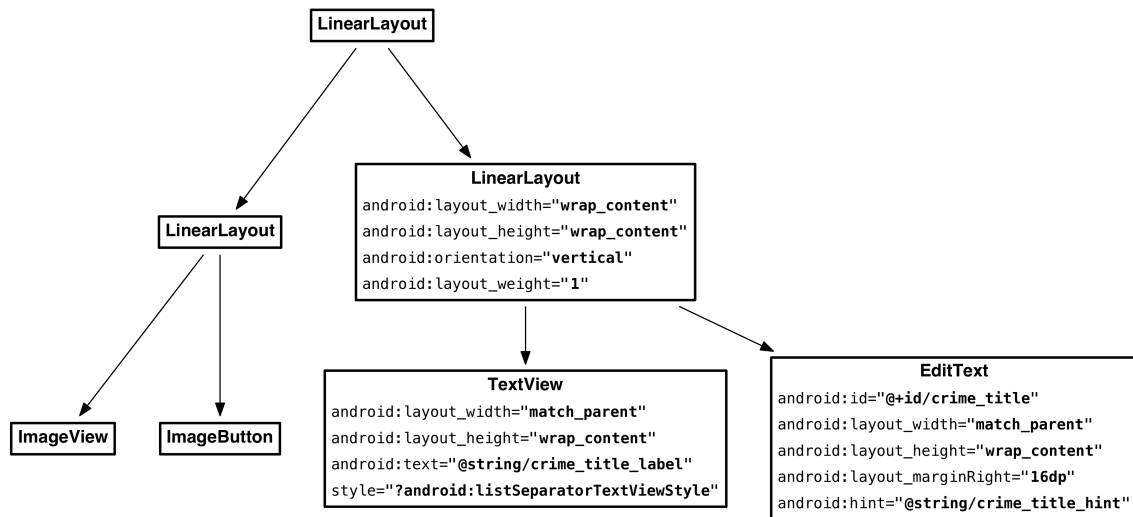 LinearLayout
LinearLayout
android:layout_width="wrap_content"
android:layout_height="wrap_content"
android:orientation="vertical"
android:layout_weight="1"
LinearLayout
ImageView
ImageButton
TextView
android:layout_width="match_parent"
android:layout_height="wrap_content"
android:text="@string/crime_title_label"
style="?android:listSeparatorTextViewStyle"
EditText
android:id="@+id/crime_title"
android:layout_width="match_parent"
android:layout_height="wrap_content"
android:layout_marginRight="16dp"
android:hint="@string/crime_title_hint"